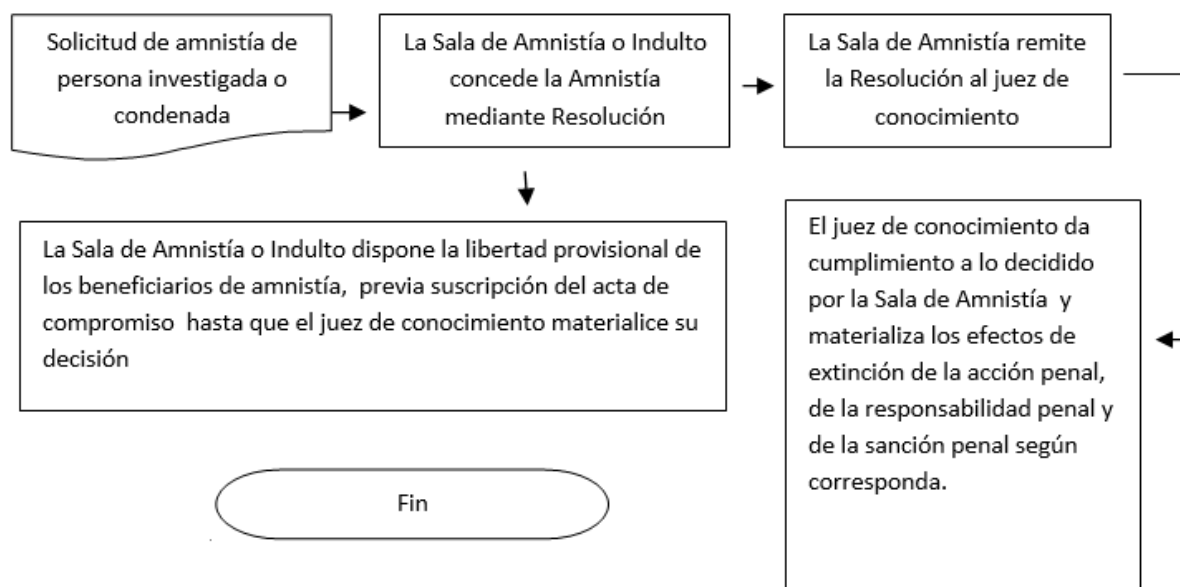 Solicitud de amnistía de
persona investigada o
condenada
La Sala de Amnistía o Indulto
concede la Amnistía
mediante Resolución
La Sala de Amnistía remite
la Resolución al juez de
conocimiento
La Sala de Amnistía o Indulto dispone la libertad provisional de
los beneficiarios de amnistía, previa suscripción del acta de
compromiso hasta que el juez de conocimiento materialice su
decisión
El juez de conocimiento da
cumplimiento a lo decidido
por la Sala de Amnistía y
materializa los efectos de
extinción de la acción penal,
de la responsabilidad penal y
de la sanción penal según
corresponda.
Fin